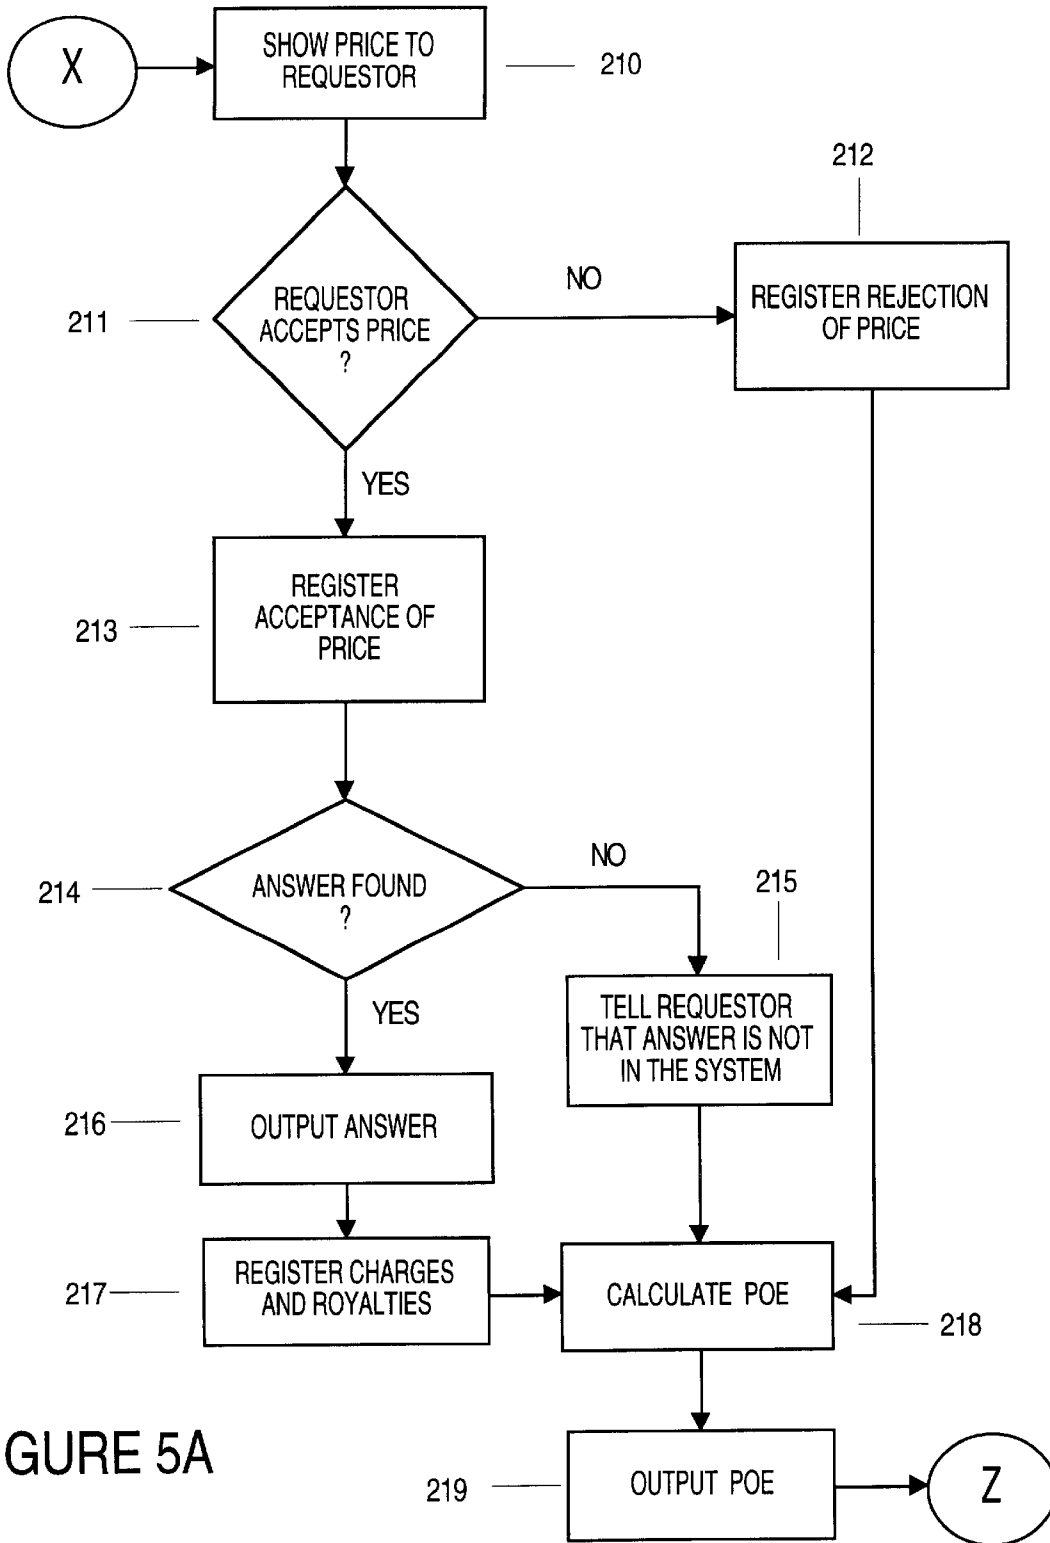 X
SHOW PRICE TO
REQUESTOR
210
212
REQUESTOR
ACCEPTS PRICE
?
211
NO
REGISTER REJECTION
OF PRICE
YES
REGISTER
ACCEPTANCE OF
PRICE
213
ANSWER FOUND
?
214
NO
215
TELL REQUESTOR
THAT ANSWER IS NOT
IN THE SYSTEM
YES
OUTPUT ANSWER
216
REGISTER CHARGES
AND ROYALTIES
217
CALCULATE POE
218
GURE 5A
OUTPUT POE
219
Z